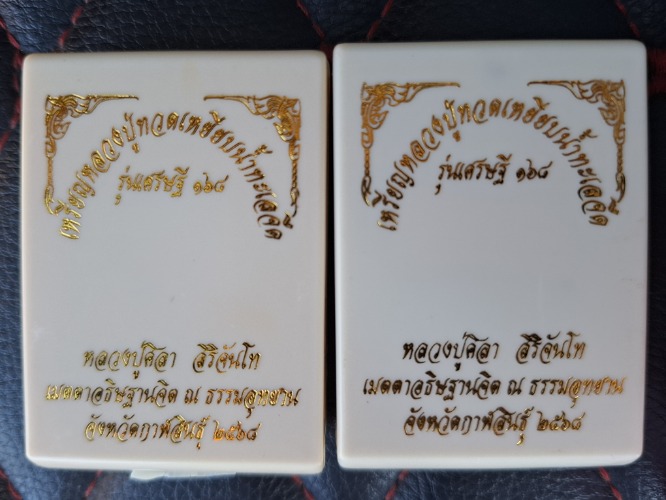 เหรียญหลวงปู่ทวดเหยียบน้ำทะเลจืด
รุ่นเศรษฐี ๑๖๘
หลวงปู่ศิลา สิริจันโท
เมตตาอธิษฐานจิต ณ ธรรมอุทยาน
จังหวัดกาฬสินธุ์ ๒๕๖๘
เหรียญหลวงปู่ทวดเหยียบน้ำทะเลจืด
รุ่นเศรษฐี ๑๖๘
หลวงปู่ศิลา สิริจันโท
เมตตาอธิษฐานจิต ณ ธรรมอุทยาน
จังหวัดกาฬสินธุ์ ๒๕๖๘